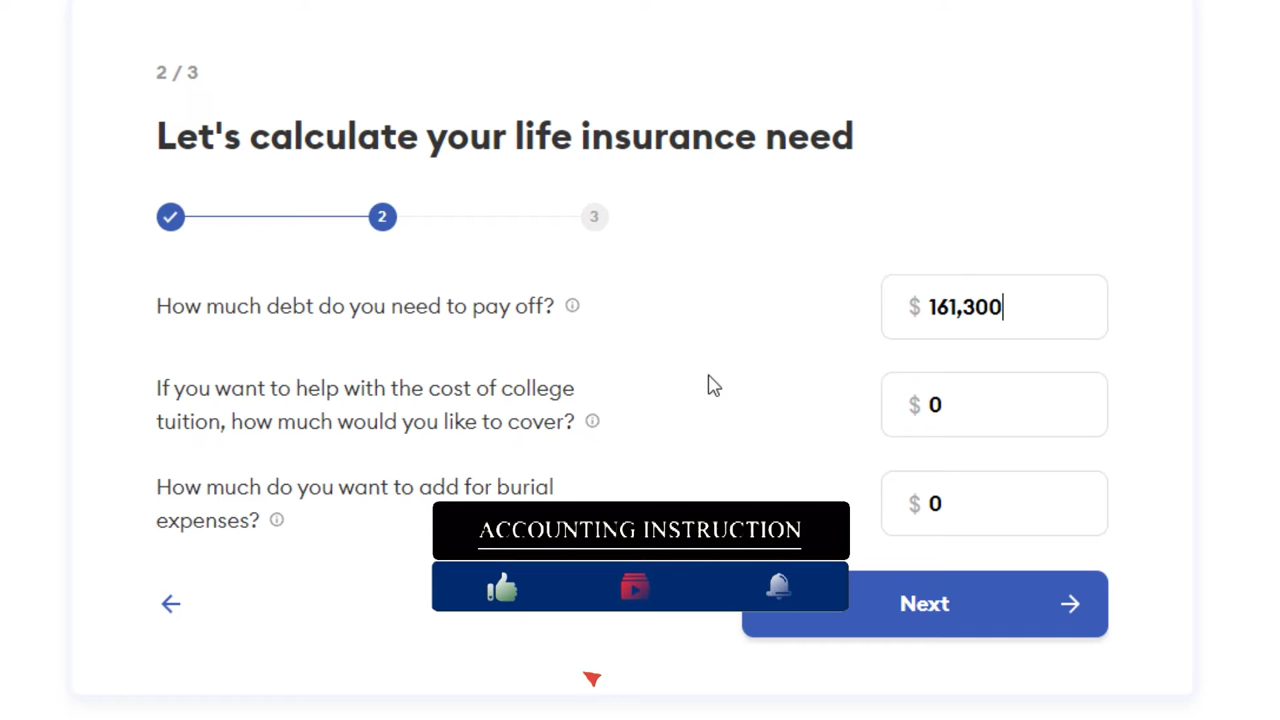 2 / 3
Let's calculate your life insurance need
2
3
How much debt do you need to pay off?
$ 161,300
If you want to help with the cost of college
tuition, how much would you like to cover?
$ 0
How much do you want to add for burial
expenses?
$ 0
ACCOUNTING INSTRUCTION
Next